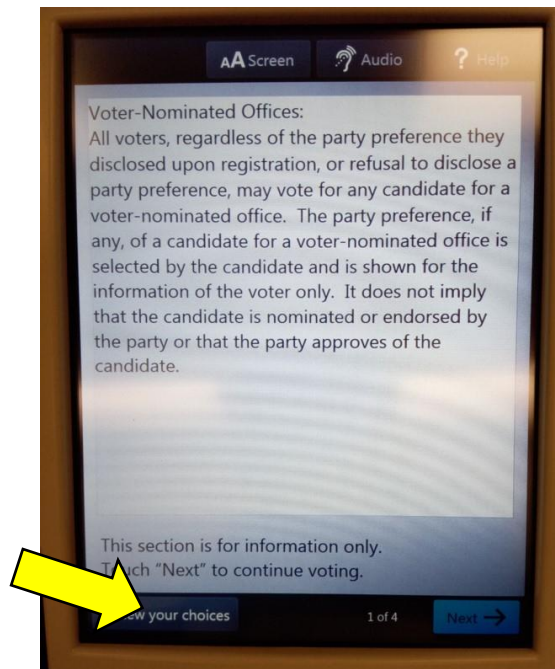 AA Screen Audio ? Help
Voter-Nominated Offices:
All voters, regardless of the party preference they
disclosed upon registration, or refusal to disclose a
party preference, may vote for any candidate for a
voter-nominated office. The party preference, if
any, of a candidate for a voter-nominated office is
selected by the candidate and is shown for the
information of the voter only. It does not imply
that the candidate is nominated or endorsed by
the party or that the party approves of the
candidate.
This section is for information only.
Touch "Next" to continue voting.
your choices 1 of 4 Next